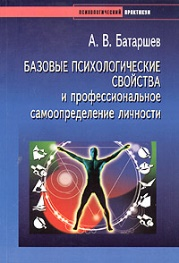 ПСИХОЛОГИЧЕСКИЙ ПРАКТИКУМ
А. В. Батаршев
БАЗОВЫЕ ПСИХОЛОГИЧЕСКИЕ
СВОЙСТВА
и профессиональное
самоопределение личности